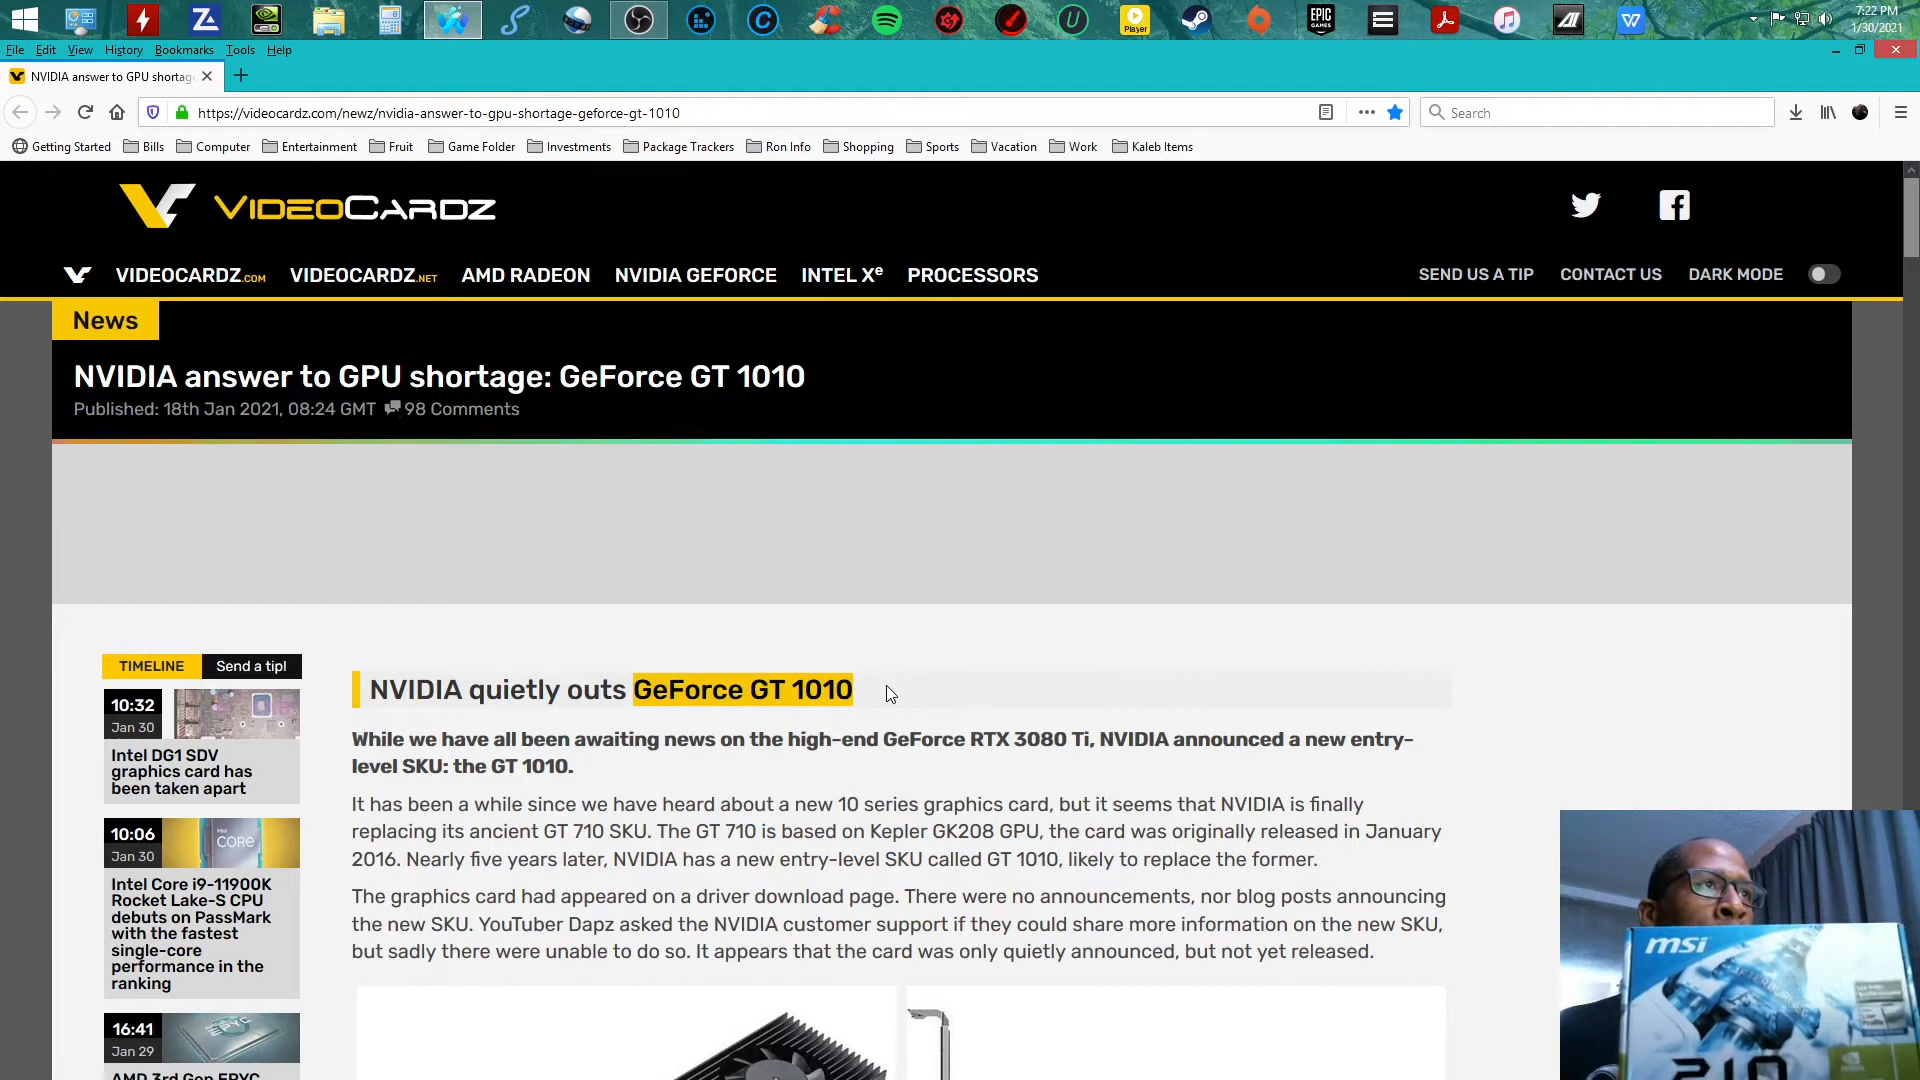 7:22 PM
1/30/2021
File Edit View History Bookmarks Tools Help
NVIDIA answer to GPU shortag
https://videocardz.com/newz/nvidia-answer-to-gpu-shortage-geforce-gt-1010
Search
Getting Started Bills Computer Entertainment Fruit Game Folder Investments Package Trackers Ron Info Shopping Sports Vacation Work Kaleb Items
VIDEOCARDZ
VIDEOCARDZ.COM VIDEOCARDZ.NET AMD RADEON NVIDIA GEFORCE INTEL Xe PROCESSORS SEND US A TIP CONTACT US DARK MODE
News
NVIDIA answer to GPU shortage: GeForce GT 1010
Published: 18th Jan 2021, 08:24 GMT 98 Comments
TIMELINE Send a tip!
10:32
Jan 30
Intel DG1 SDV
graphics card has
been taken apart
10:06
Jan 30
CORE
Intel Core i9-11900K
Rocket Lake-S CPU
debuts on PassMark
with the fastest
single-core
performance in the
ranking
16:41
Jan 29
EPYC
AMD 3rd Gen EPYC
NVIDIA quietly outs GeForce GT 1010
While we have all been awaiting news on the high-end GeForce RTX 3080 Ti, NVIDIA announced a new entry-
level SKU: the GT 1010.
It has been a while since we have heard about a new 10 series graphics card, but it seems that NVIDIA is finally
replacing its ancient GT 710 SKU. The GT 710 is based on Kepler GK208 GPU, the card was originally released in January
2016. Nearly five years later, NVIDIA has a new entry-level SKU called GT 1010, likely to replace the former.
The graphics card had appeared on a driver download page. There were no announcements, nor blog posts announcing
the new SKU. YouTuber Dapz asked the NVIDIA customer support if they could share more information on the new SKU,
but sadly there were unable to do so. It appears that the card was only quietly announced, but not yet released.
msi
210